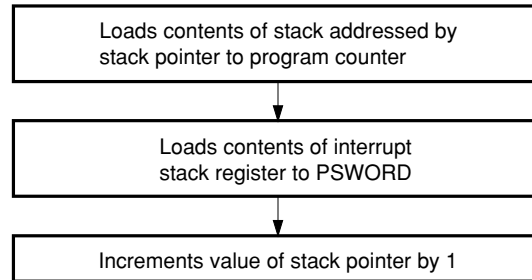 Loads contents of stack addressed by
stack pointer to program counter
Loads contents of interrupt
stack register to PSWORD
Increments value of stack pointer by 1